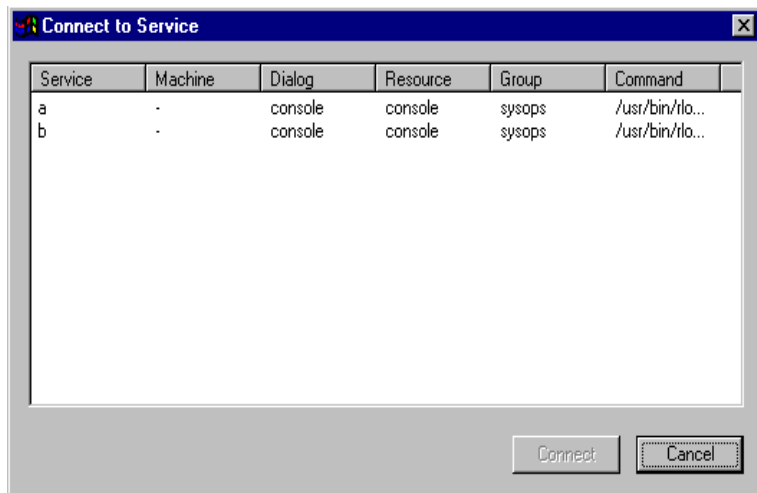 Connect to Service
Service Machine Dialog Resource Group Command
a - console console sysops /usr/bin/rlo...
b - console console sysops /usr/bin/rlo...
Connect Cancel